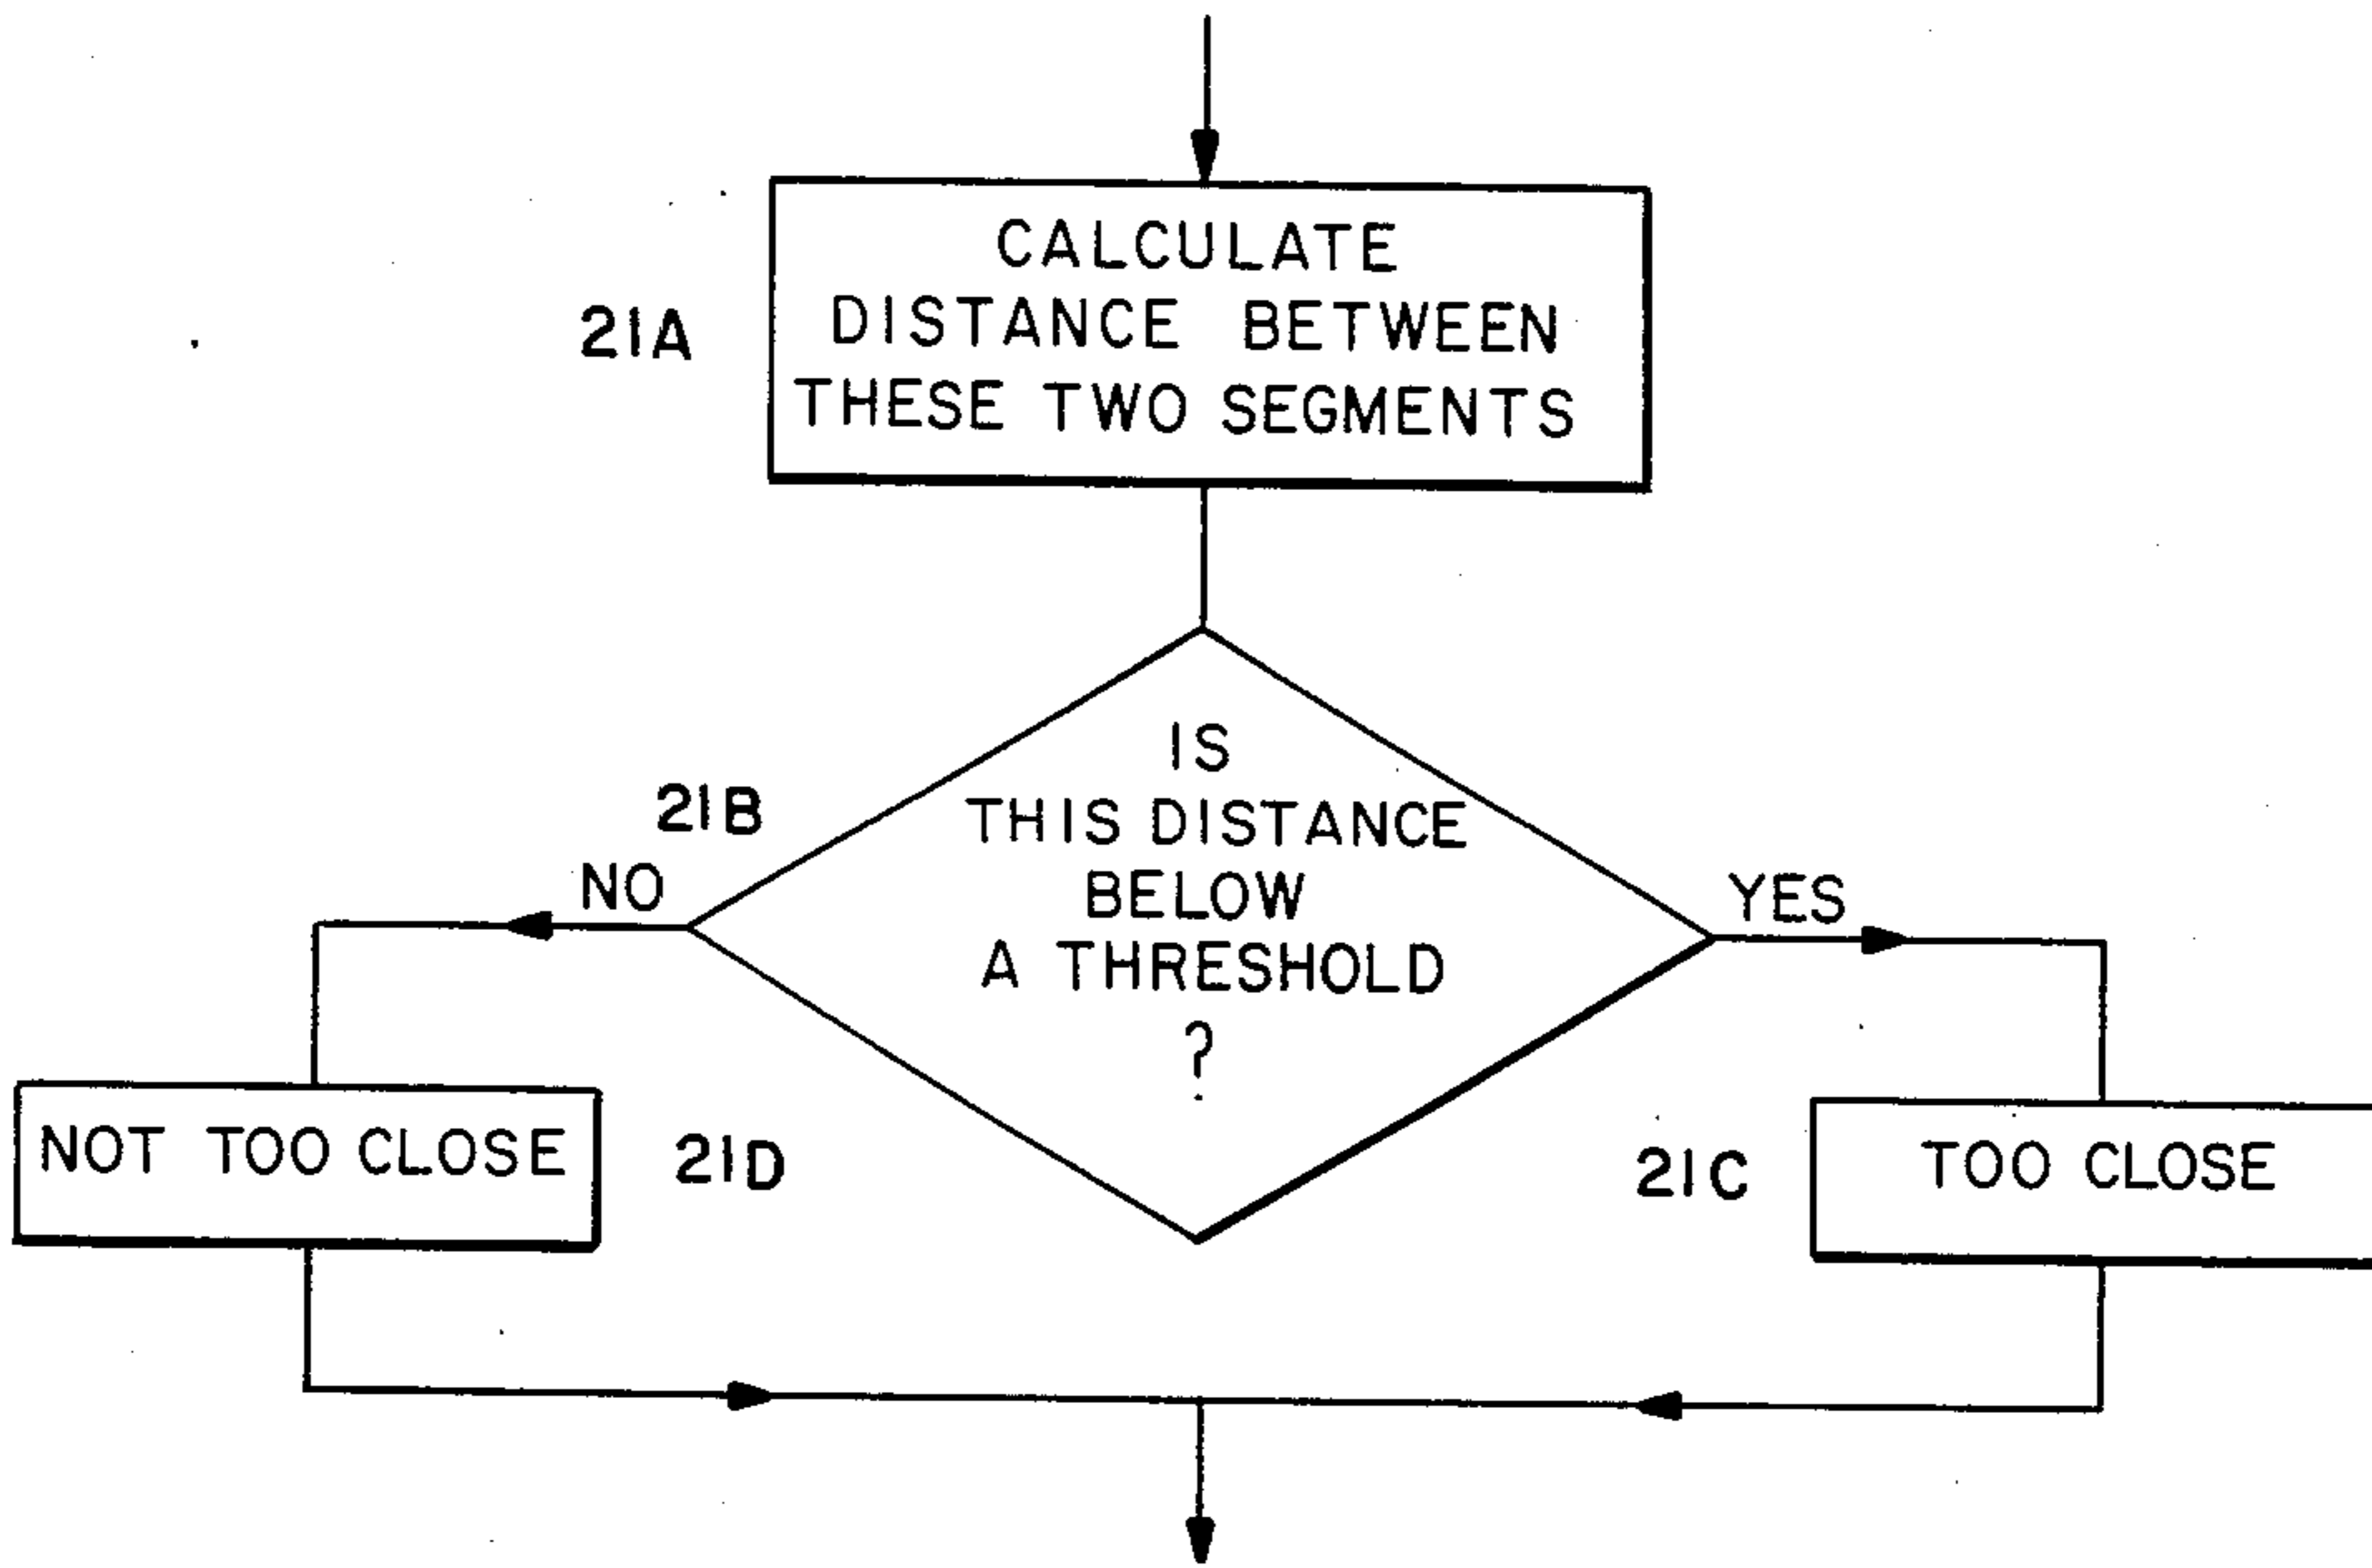 CALCULATE
DISTANCE BETWEEN
THESE TWO SEGMENTS
21A
IS
THIS DISTANCE
BELOW
A THRESHOLD
?
21B
NO
YES
NOT TOO CLOSE
21D
21C
TOO CLOSE